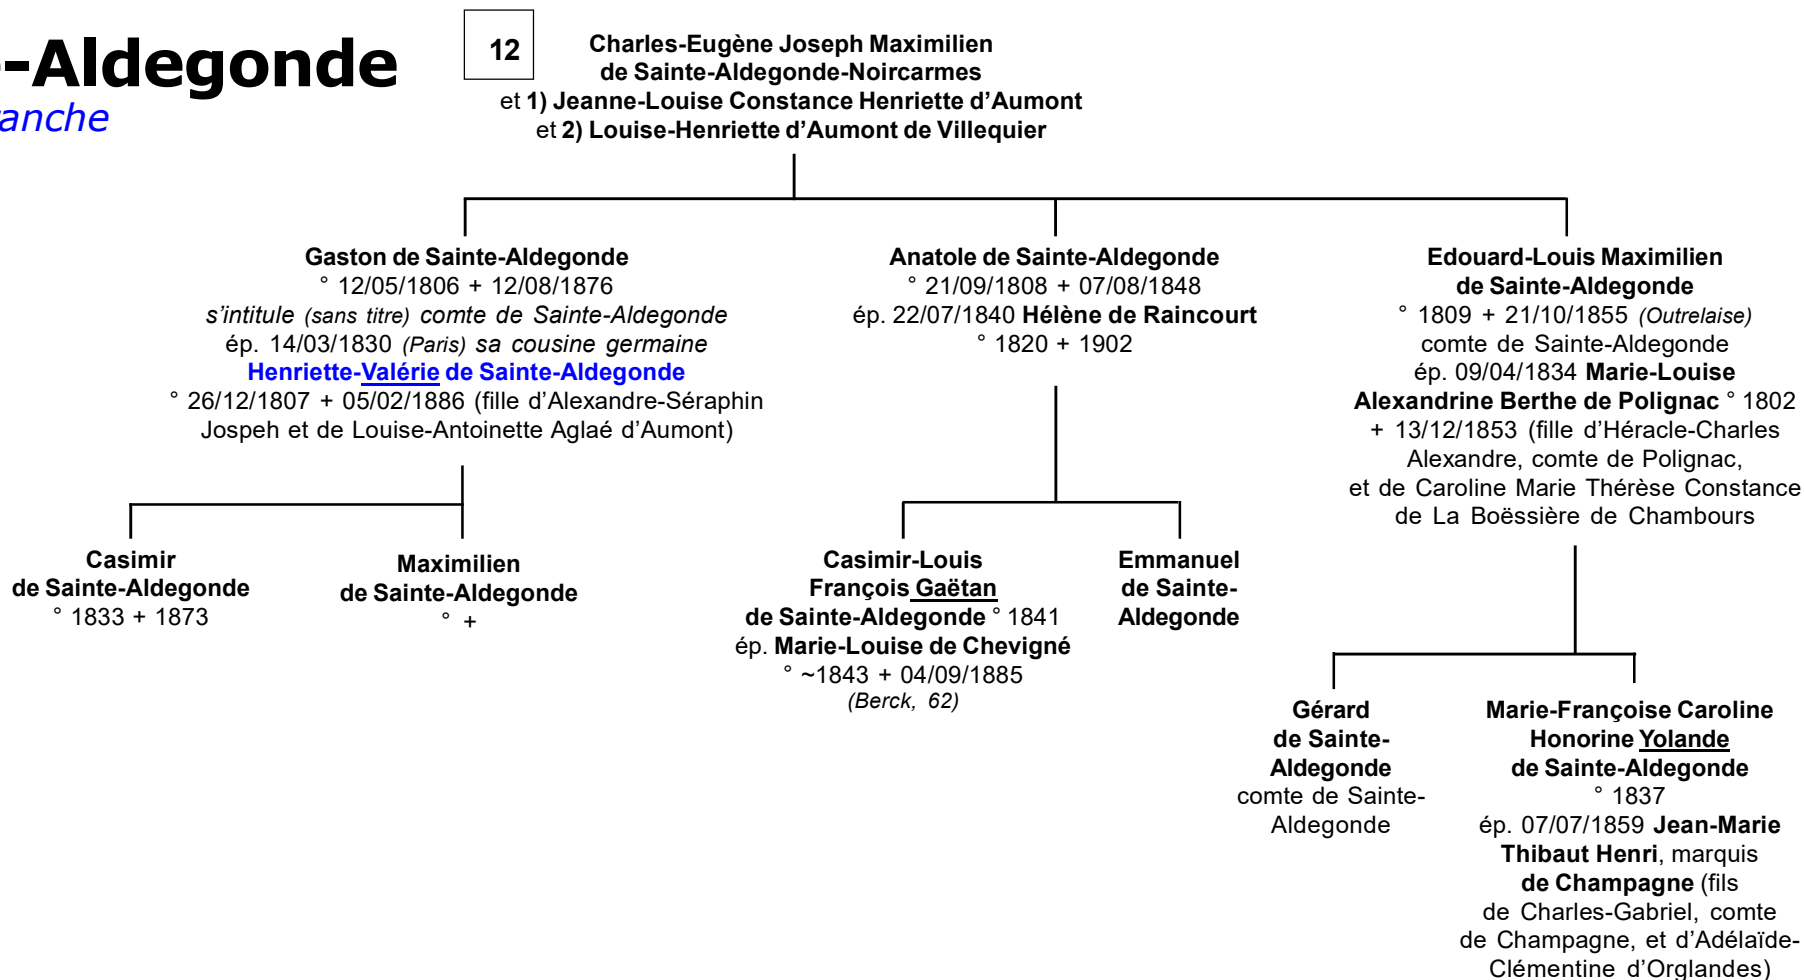 -Aldegonde
anche
12
Charles-Eugène Joseph Maximilien
de Sainte-Aldegonde-Noircarmes
et 1) Jeanne-Louise Constance Henriette d’Aumont
et 2) Louise-Henriette d’Aumont de Villequier
Gaston de Sainte-Aldegonde
° 12/05/1806 + 12/08/1876
s’intitule (sans titre) comte de Sainte-Aldegonde
ép. 14/03/1830 (Paris) sa cousine germaine
Henriette-Valérie de Sainte-Aldegonde
° 26/12/1807 + 05/02/1886 (fille d’Alexandre-Séraphin
Jospeh et de Louise-Antoinette Aglaé d’Aumont)
Anatole de Sainte-Aldegonde
° 21/09/1808 + 07/08/1848
ép. 22/07/1840 Hélène de Raincourt
° 1820 + 1902
Edouard-Louis Maximilien
de Sainte-Aldegonde
° 1809 + 21/10/1855 (Outrelaise)
comte de Sainte-Aldegonde
ép. 09/04/1834 Marie-Louise
Alexandrine Berthe de Polignac ° 1802
+ 13/12/1853 (fille d’Héracle-Charles
Alexandre, comte de Polignac,
et de Caroline Marie Thérèse Constance
de La Boëssière de Chambours
Casimir
de Sainte-Aldegonde
° 1833 + 1873
Maximilien
de Sainte-Aldegonde
° +
Casimir-Louis
François Gaëtan
de Sainte-Aldegonde ° 1841
ép. Marie-Louise de Chevigné
° ~1843 + 04/09/1885
(Berck, 62)
Emmanuel
de Sainte-
Aldegonde
Gérard
de Sainte-
Aldegonde
comte de Sainte-
Aldegonde
Marie-Françoise Caroline
Honorine Yolande
de Sainte-Aldegonde
° 1837
ép. 07/07/1859 Jean-Marie
Thibaut Henri, marquis
de Champagne (fils
de Charles-Gabriel, comte
de Champagne, et d’Adélaïde-
Clémentine d’Orglandes)